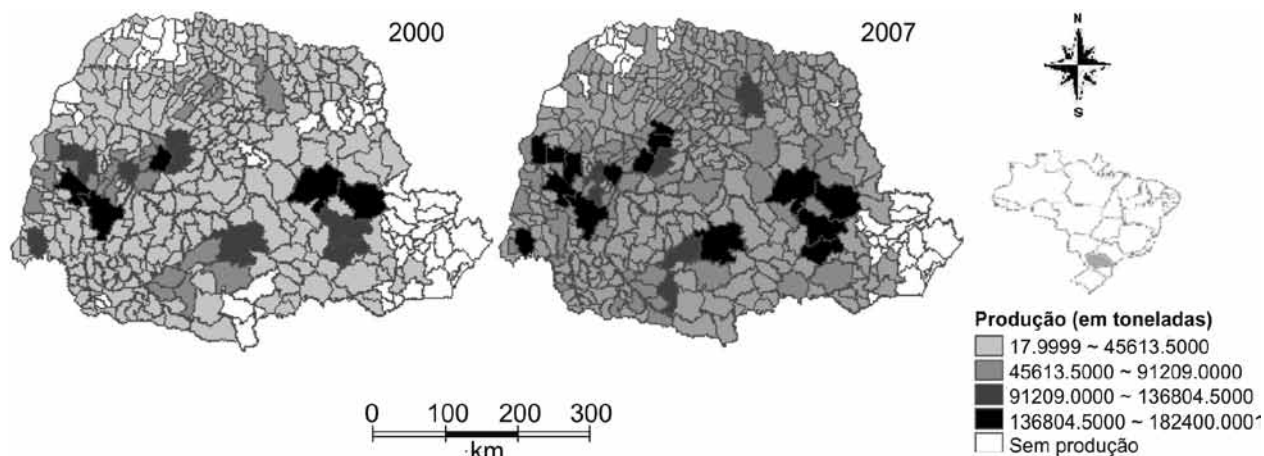 2000
2007
N
S
Produção (em toneladas)
17.9999 ~ 45613.5000
45613.5000 ~ 91209.0000
91209.0000 ~ 136804.5000
136804.5000 ~ 182400.0001
Sem produção
0 100 200 300
km